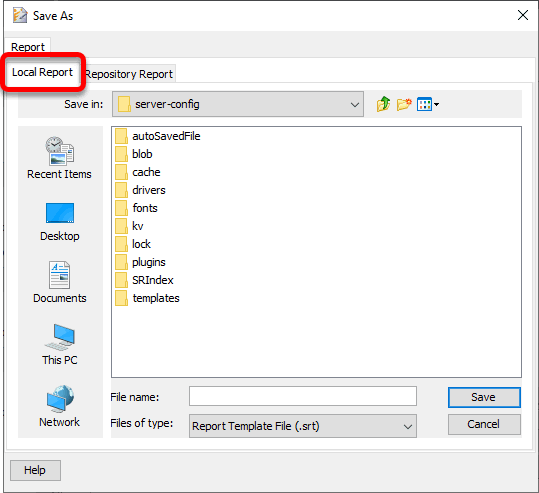 Save As
Report
Local Report
Repository Report
Save in:
server-config
Recent Items
Desktop
Documents
This PC
Network
autoSavedFile
blob
cache
drivers
fonts
kv
lock
plugins
SRIndex
templates
File name:
Save
Files of type:
Report Template File (.srt)
Cancel
Help